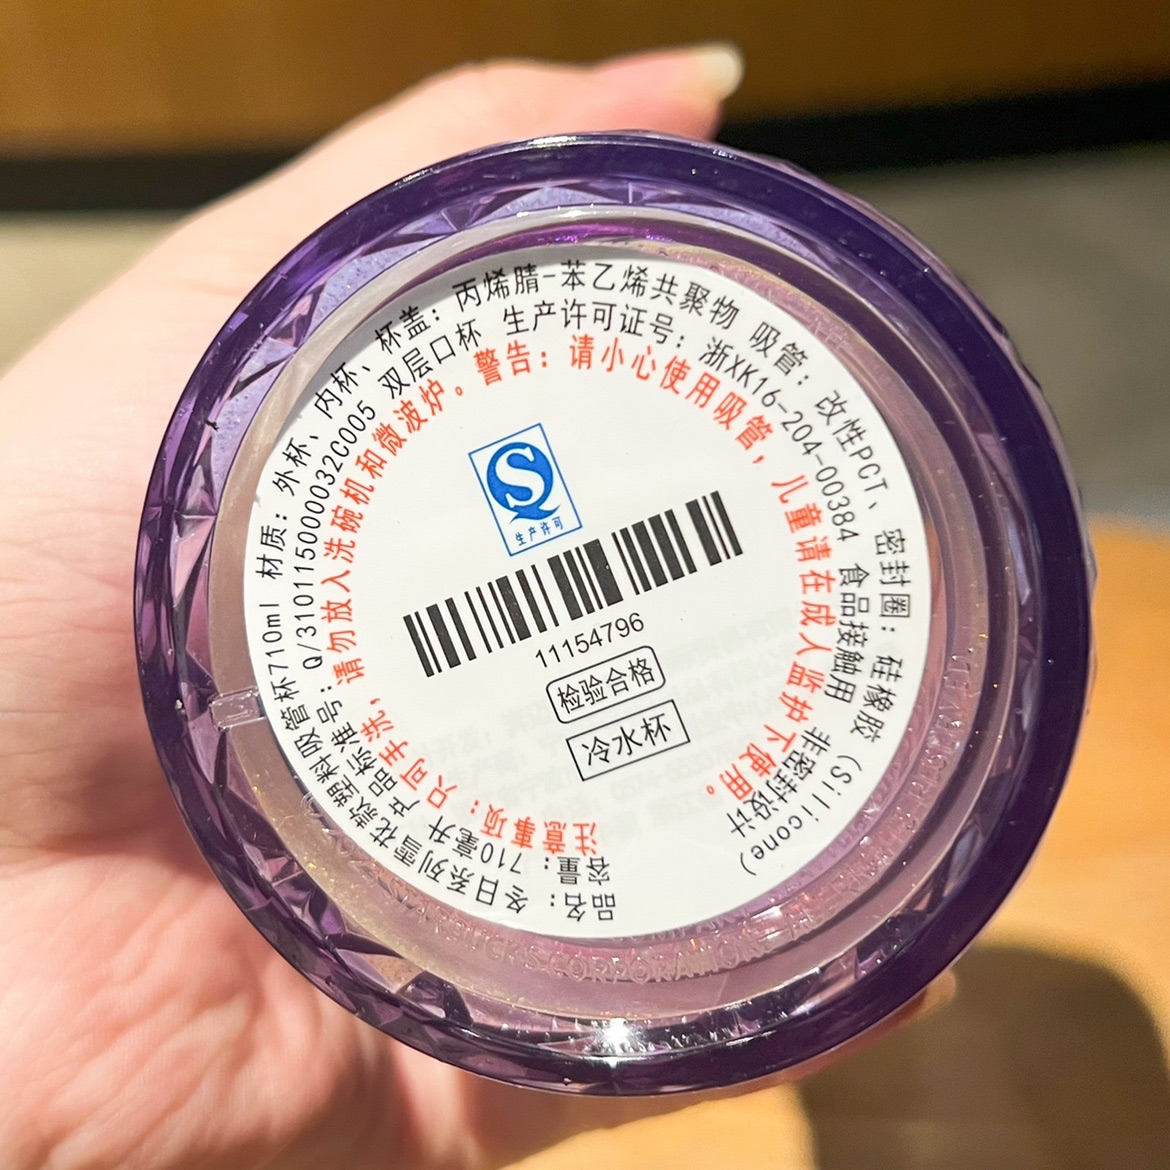 品名：冬日系列雪花款塑料吸管杯710ml 材质：外杯、内杯、杯盖：丙烯腈-苯乙烯共聚物 吸管：改性PCT、密封圈：硅橡胶（Silicone）
容量：710毫升 产品标准号：Q/310115000032C005 双层口杯 生产许可证号：浙XK16-204-00384 食品接触用 非密封设计
注意事项：只可手洗，请勿放入洗碗机和微波炉。警告：请小心使用吸管，儿童请在成人监护下使用。
生产许可
11154796
检验合格
冷水杯
CORPORATION